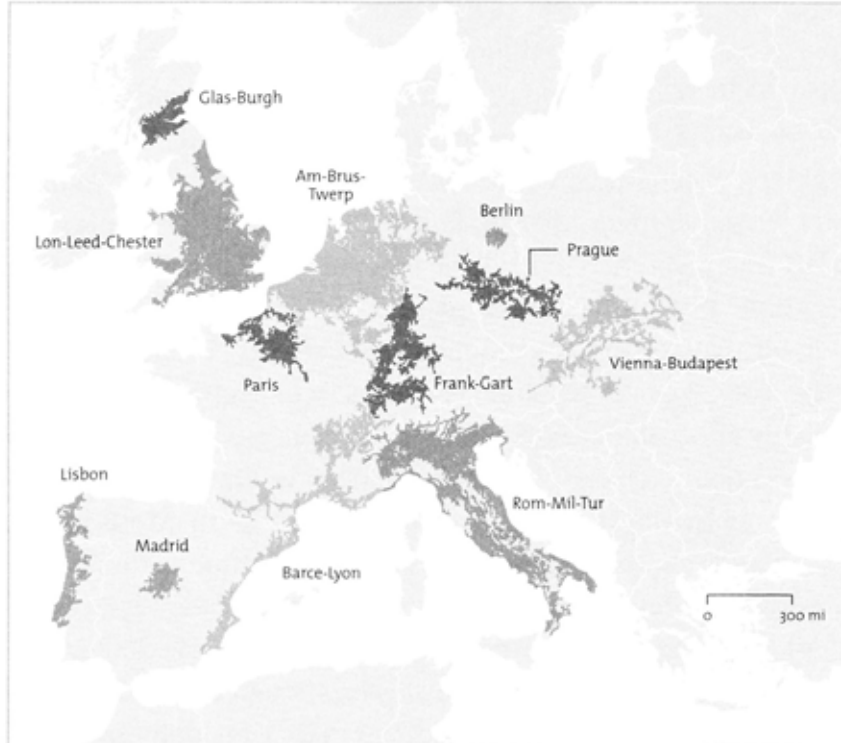 Glas-Burgh
Am-Brus-
Twerp
Berlin
Lon-Leed-Chester
Prague
Paris
Frank-Gart
Vienna-Budapest
Lisbon
Rom-Mil-Tur
Madrid
Barce-Lyon
0 300 mi